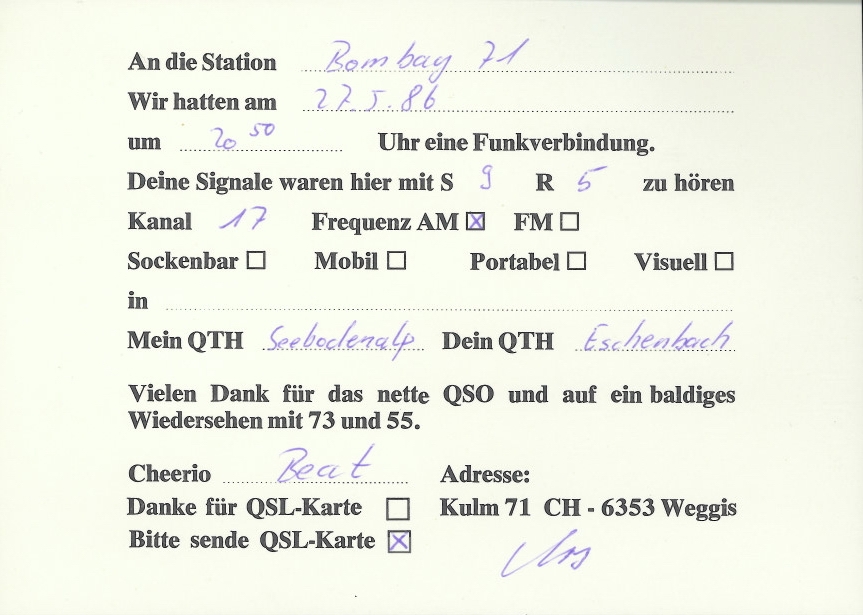 An die Station Bombay 71
Wir hatten am 27.5.86
um 20 50 Uhr eine Funkverbindung.
Deine Signale waren hier mit S 9 R 5 zu hören
Kanal 17 Frequenz AM ☒ FM ☐
Sockenbar ☐ Mobil ☐ Portabel ☐ Visuell ☐
in
Mein QTH Seebodenalp Dein QTH Eschenbach
Vielen Dank für das nette QSO und auf ein baldiges
Wiedersehen mit 73 und 55.
Cheerio Beat Adresse:
Danke für QSL-Karte ☐ Kulm 71 CH - 6353 Weggis
Bitte sende QSL-Karte ☒
Urs